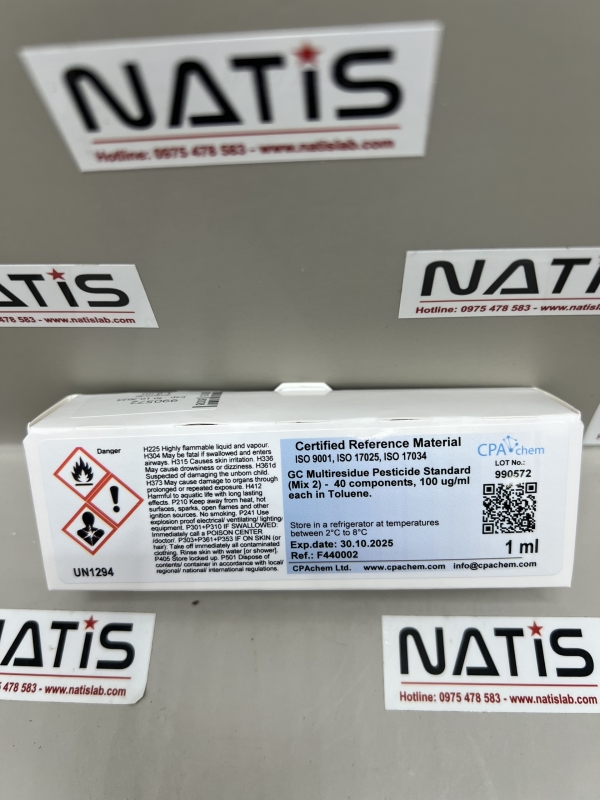 NATiS
Hotline: 0975 478 583 - www.natislab.com
ATiS
78 583 - www.natislab.com
NATiS
Hotline: 0975 478 583 - www.natislab.com
990572
Danger
H225 Highly flammable liquid and vapour.
H304 May be fatal if swallowed and enters
airways. H315 Causes skin irritation. H336
May cause drowsiness or dizziness. H361d
Suspected of damaging the unborn child.
H373 May cause damage to organs through
prolonged or repeated exposure. H412
Harmful to aquatic life with long lasting
effects. P210 Keep away from heat, hot
surfaces, sparks, open flames and other
ignition sources. No smoking. P241 Use
explosion proof electrical/ ventilating/ lighting/
equipment. P301+P310 IF SWALLOWED:
Immediately call a POISON CENTER
/doctor/. P303+P361+P353 IF ON SKIN (or
hair): Take off immediately all contaminated
clothing. Rinse skin with water [or shower].
P405 Store locked up. P501 Dispose of
contents/ container in accordance with local/
regional/ national/ international regulations.
UN1294
Certified Reference Material
ISO 9001, ISO 17025, ISO 17034
GC Multiresidue Pesticide Standard
(Mix 2) - 40 components, 100 ug/ml
each in Toluene.
Store in a refrigerator at temperatures
between 2°C to 8°C
Exp.date: 30.10.2025
Ref.: F440002
1 ml
CPAchem
LOT No.:
990572
CPAchem Ltd. www.cpachem.com info@cpachem.com
ATiS
478 583 - www.natislab.com
NATiS
Hotline: 0975 478 583 - www.natislab.com